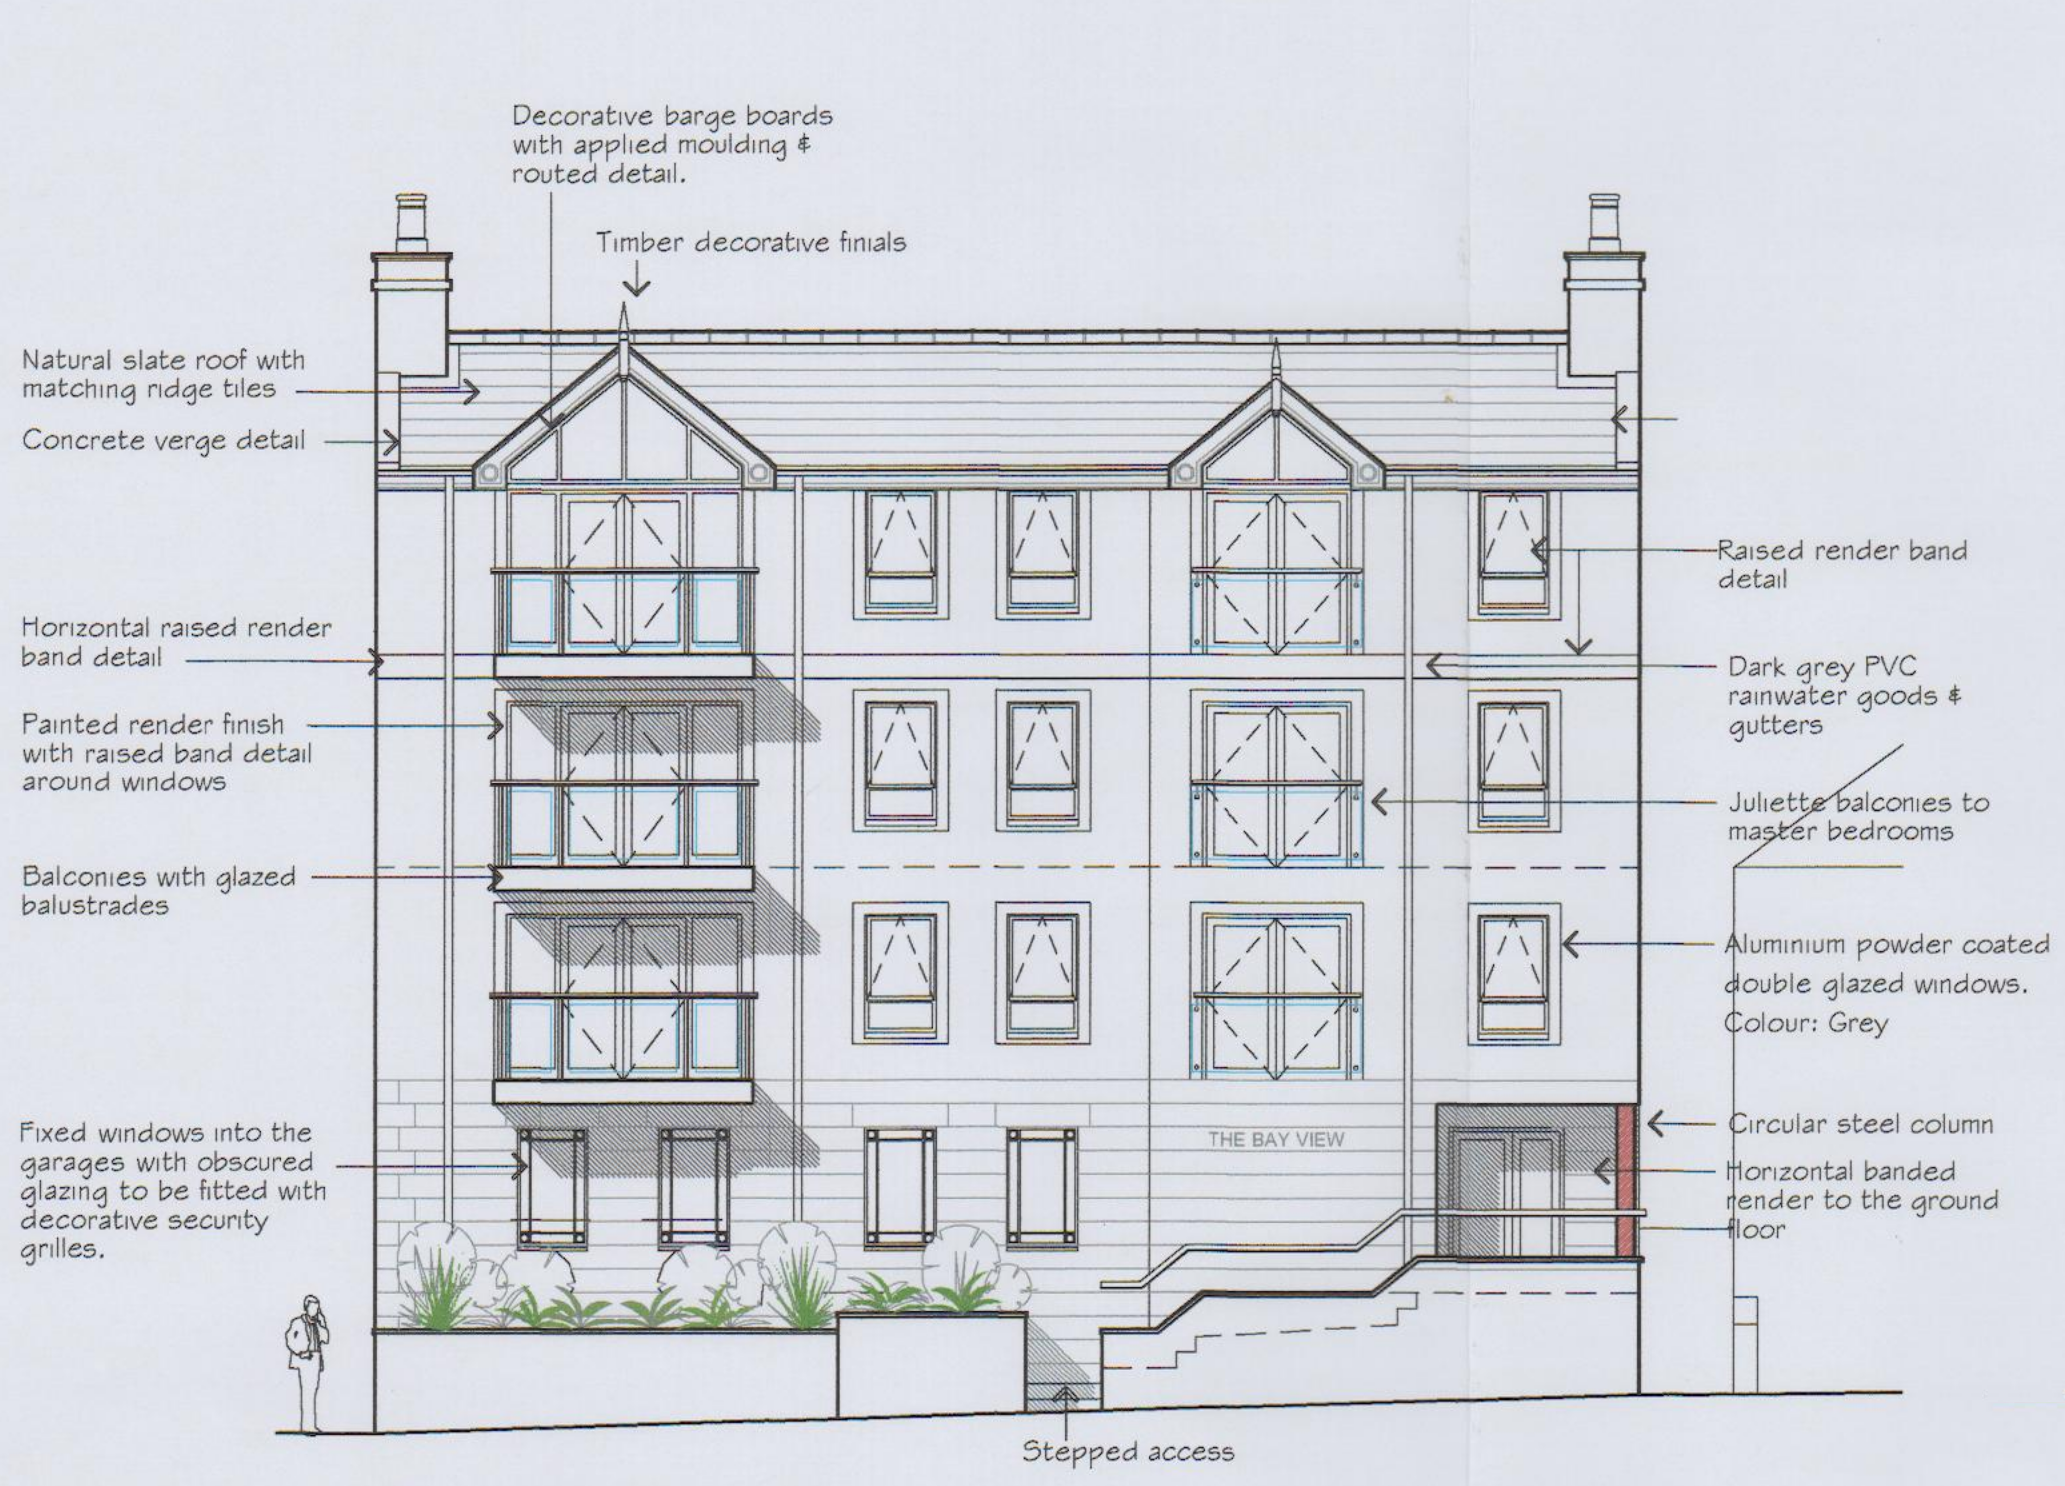 Decorative barge boards
with applied moulding &
routed detail.
Timber decorative finials
Natural slate roof with
matching ridge tiles
Concrete verge detail
Horizontal raised render
band detail
Painted render finish
with raised band detail
around windows
Balconies with glazed
balustrades
Fixed windows into the
garages with obscured
glazing to be fitted with
decorative security
grilles.
Raised render band
detail
Dark grey PVC
rainwater goods &
gutters
Juliette balconies to
master bedrooms
Aluminium powder coated
double glazed windows.
Colour: Grey
Circular steel column
Horizontal banded
render to the ground
floor
THE BAY VIEW
Stepped access